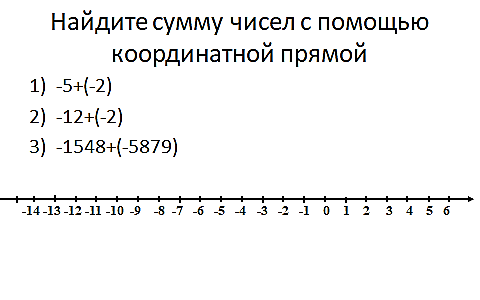 Найдите сумму чисел с помощью
координатной прямой
1) -5+(-2)
2) -12+(-2)
3) -1548+(-5879)
-14 -13 -12 -11 -10 -9 -8 -7 -6 -5 -4 -3 -2 -1 0 1 2 3 4 5 6